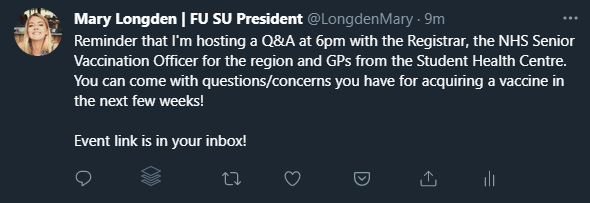 Mary Longden | FU SU President @LongdenMary · 9m
Reminder that I'm hosting a Q&A at 6pm with the Registrar, the NHS Senior
Vaccination Officer for the region and GPs from the Student Health Centre.
You can come with questions/concerns you have for acquiring a vaccine in
the next few weeks!
Event link is in your inbox!